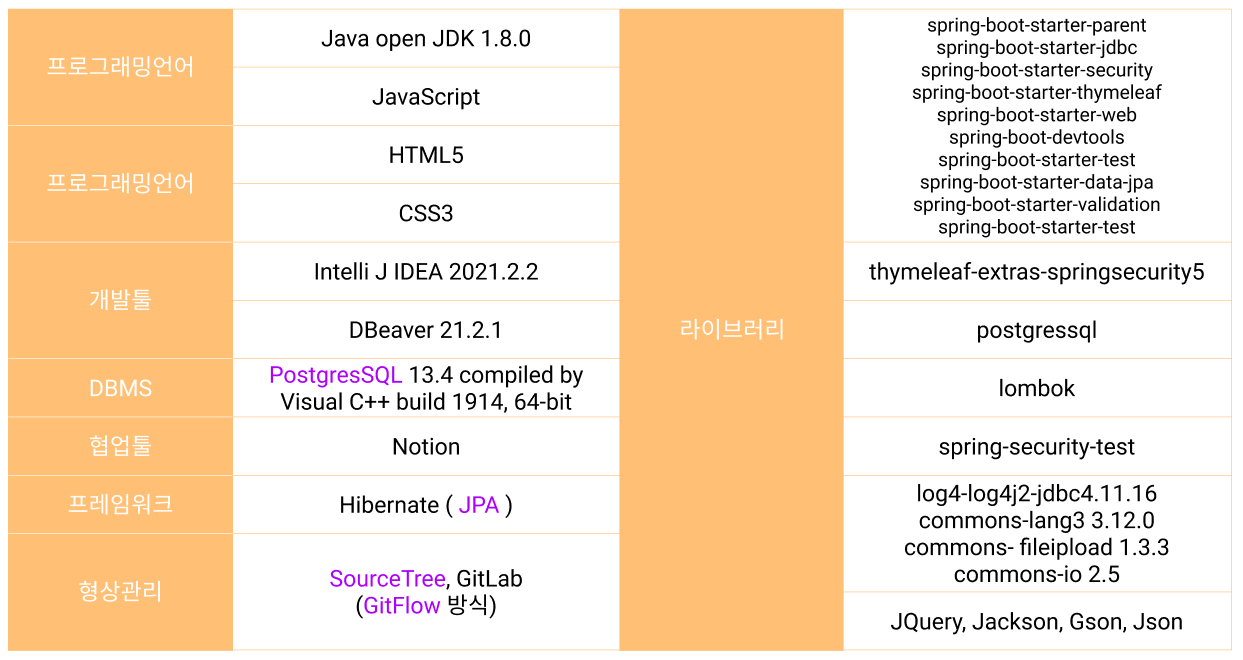 프로그래밍언어
Java open JDK 1.8.0
JavaScript
프로그래밍언어
HTML5
CSS3
개발툴
Intelli J IDEA 2021.2.2
DBeaver 21.2.1
DBMS
PostgresSQL 13.4 compiled by
Visual C++ build 1914, 64-bit
협업툴
Notion
프레임워크
Hibernate ( JPA )
형상관리
SourceTree, GitLab
(GitFlow 방식)
라이브러리
spring-boot-starter-parent
spring-boot-starter-jdbc
spring-boot-starter-security
spring-boot-starter-thymeleaf
spring-boot-starter-web
spring-boot-devtools
spring-boot-starter-test
spring-boot-starter-data-jpa
spring-boot-starter-validation
spring-boot-starter-test
thymeleaf-extras-springsecurity5
postgressql
lombok
spring-security-test
log4-log4j2-jdbc4.11.16
commons-lang3 3.12.0
commons- fileipload 1.3.3
commons-io 2.5
JQuery, Jackson, Gson, Json